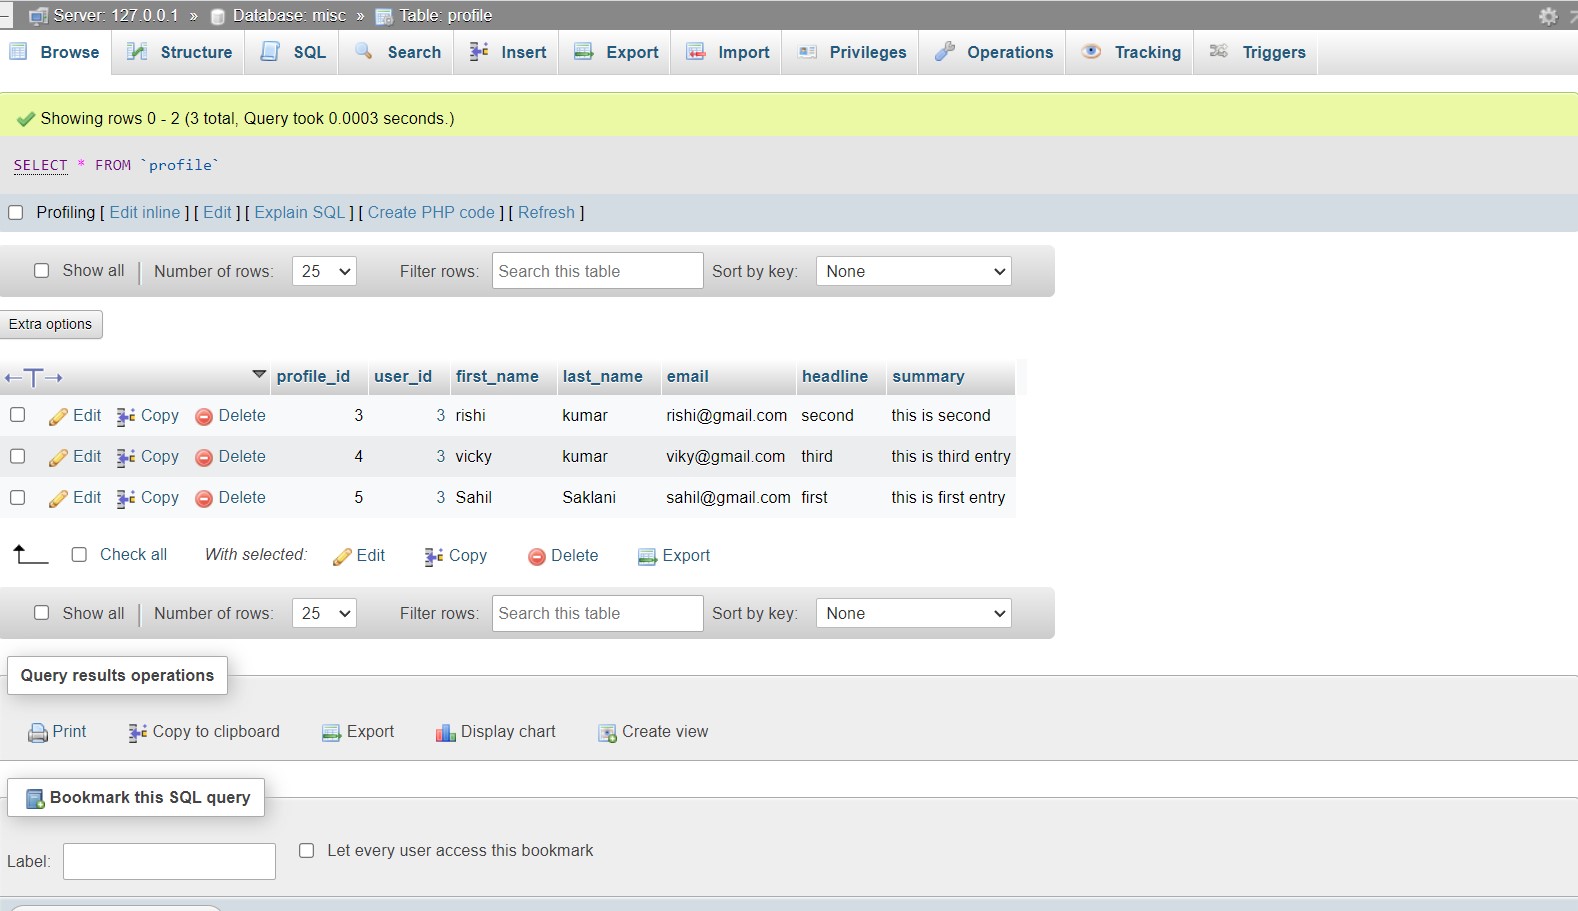 Server: 127.0.0.1 » Database: misc » Table: profile
Browse Structure SQL Search Insert Export Import Privileges Operations Tracking Triggers
Showing rows 0 - 2 (3 total, Query took 0.0003 seconds.)
SELECT * FROM `profile`
Profiling [ Edit inline ] [ Edit ] [ Explain SQL ] [ Create PHP code ] [ Refresh ]
Show all | Number of rows: 25 Filter rows: Search this table Sort by key: None
Extra options
←T→ profile_id user_id first_name last_name email headline summary
Edit Copy Delete 3 3 rishi kumar rishi@gmail.com second this is second
Edit Copy Delete 4 3 vicky kumar viky@gmail.com third this is third entry
Edit Copy Delete 5 3 Sahil Saklani sahil@gmail.com first this is first entry
Check all With selected: Edit Copy Delete Export
Show all | Number of rows: 25 Filter rows: Search this table Sort by key: None
Query results operations
Print Copy to clipboard Export Display chart Create view
Bookmark this SQL query
Label: Let every user access this bookmark